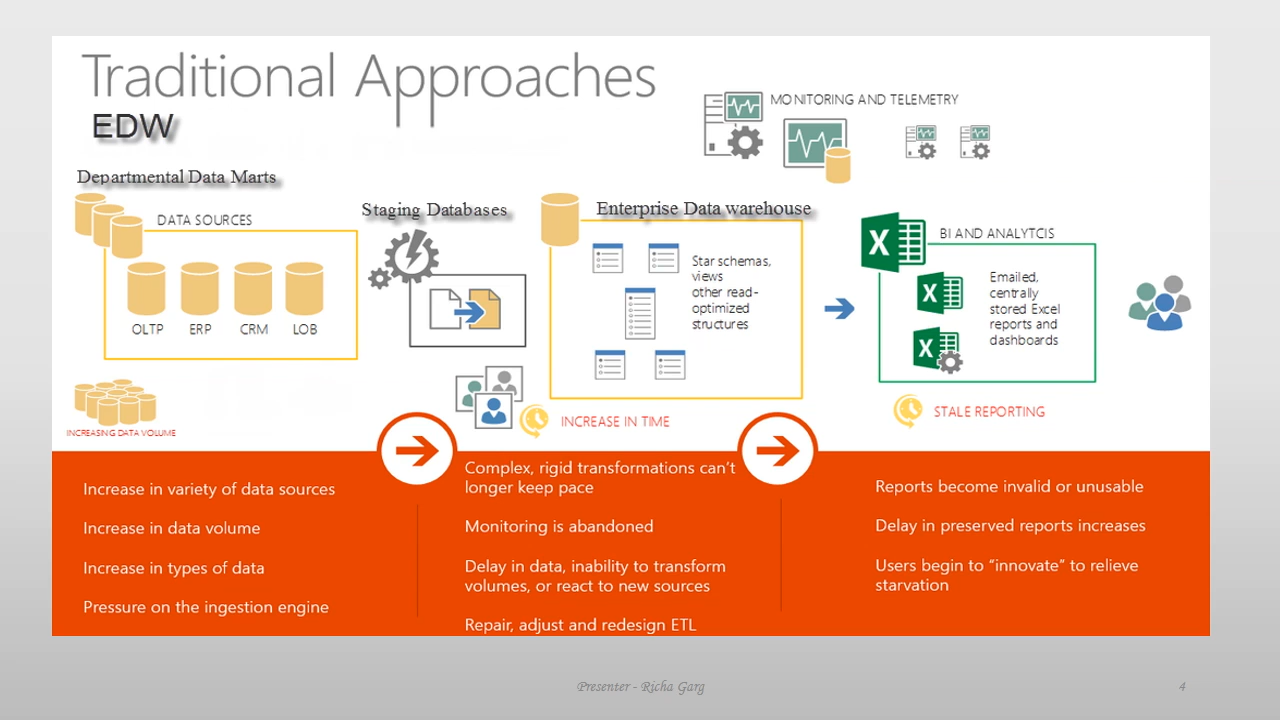 Traditional Approaches
EDW
MONITORING AND TELEMETRY
Departmental Data Marts
DATA SOURCES
OLTP
ERP
CRM
LOB
INCREASING DATA VOLUME
Staging Databases
Enterprise Data warehouse
Star schemas,
views
other read-
optimized
structures
INCREASE IN TIME
BI AND ANALYTCIS
Emailed,
centrally
stored Excel
reports and
dashboards
STALE REPORTING
Increase in variety of data sources
Increase in data volume
Increase in types of data
Pressure on the ingestion engine
Complex, rigid transformations can’t
longer keep pace
Monitoring is abandoned
Delay in data, inability to transform
volumes, or react to new sources
Repair, adjust and redesign ETL
Reports become invalid or unusable
Delay in preserved reports increases
Users begin to “innovate” to relieve
starvation
Presenter - Richa Garg
4